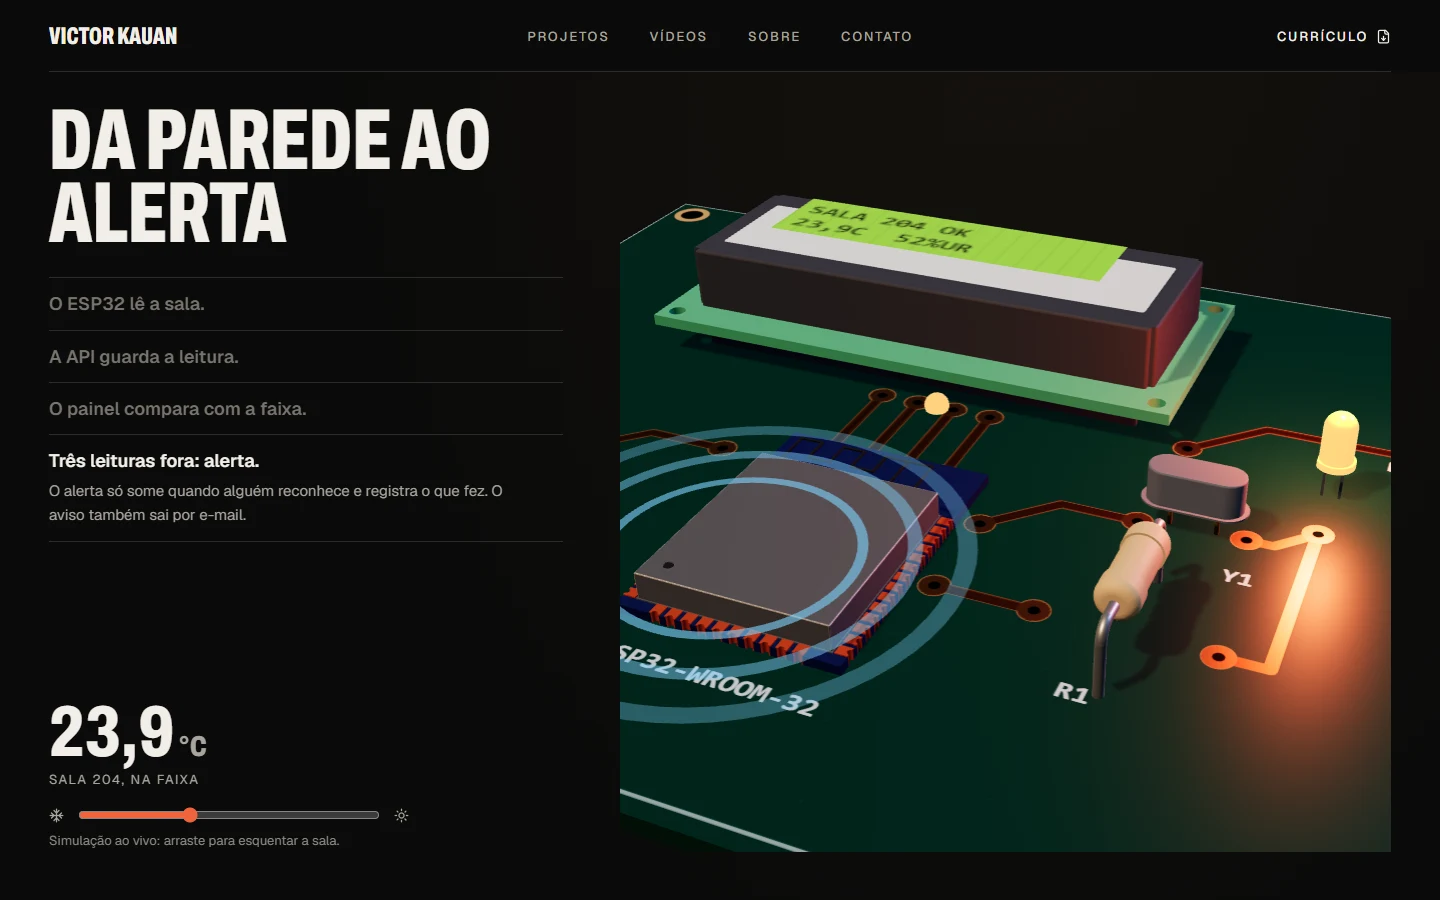 VICTOR KAUAN
PROJETOS
VÍDEOS
SOBRE
CONTATO
CURRÍCULO
DA PAREDE AO
ALERTA
O ESP32 lê a sala.
A API guarda a leitura.
O painel compara com a faixa.
Três leituras fora: alerta.
O alerta só some quando alguém reconhece e registra o que fez. O
aviso também sai por e-mail.
23,9 °C
SALA 204, NA FAIXA
Simulação ao vivo: arraste para esquentar a sala.
SALA 204 OK
23,9C 52%UR
SP32-WROOM-32
R1
Y1